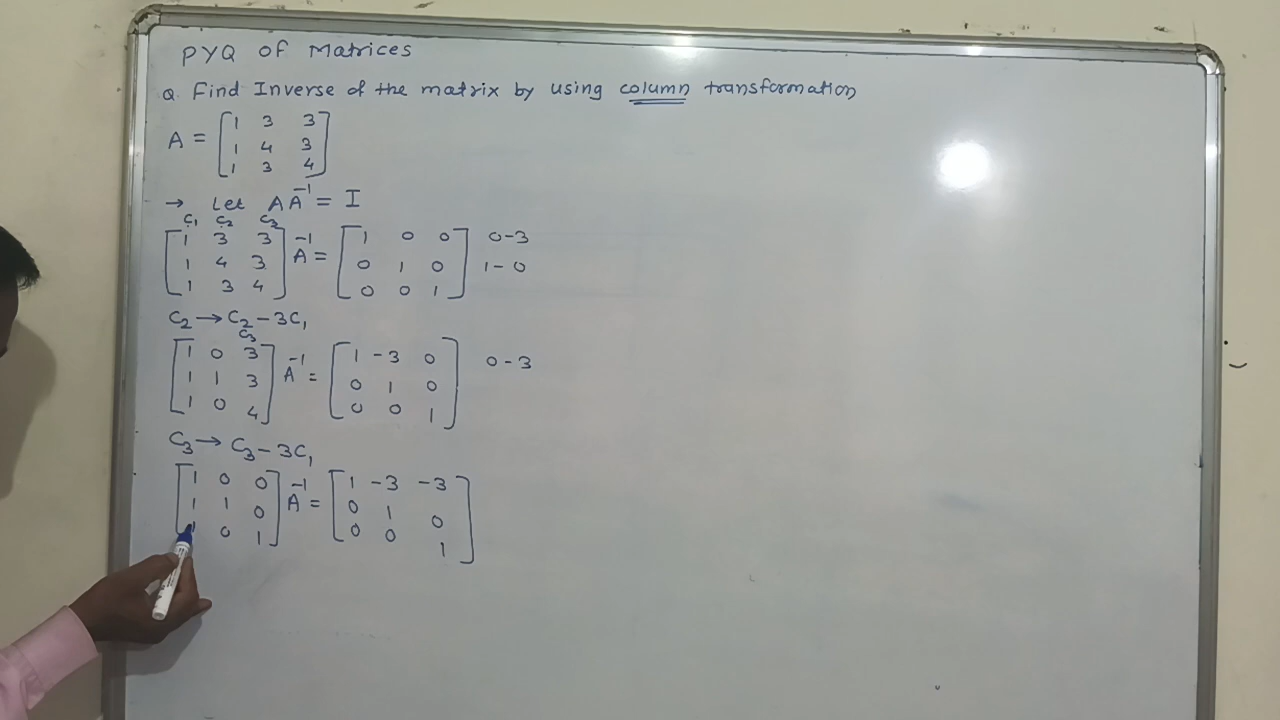 PYQ of Matrices
Q. Find Inverse of the matrix by using column transformation
A = [1 3 3
1 4 3
1 3 4]
→ Let AA⁻¹ = I
C₁ C₂ C₃
[1 3 3] A⁻¹ = [1 0 0] 0-3
[1 4 3] [0 1 0] 1-0
[1 3 4] [0 0 1]
C₂ → C₂ - 3C₁
C₃
[1 0 3] A⁻¹ = [1 -3 0] 0-3
[1 1 3] [0 1 0]
[1 0 4] [0 0 1]
C₃ → C₃ - 3C₁
[1 0 0] A⁻¹ = [1 -3 -3]
[1 1 0] [0 1 0]
[1 0 1] [0 0 1]